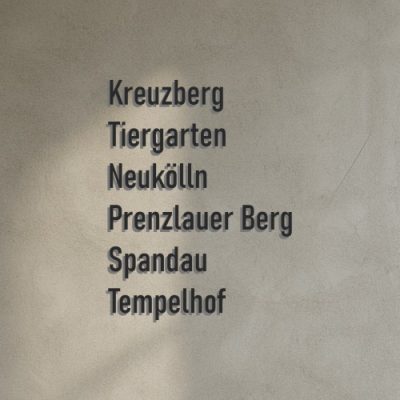 Kreuzberg
Tiergarten
Neukölln
Prenzlauer Berg
Spandau
Tempelhof